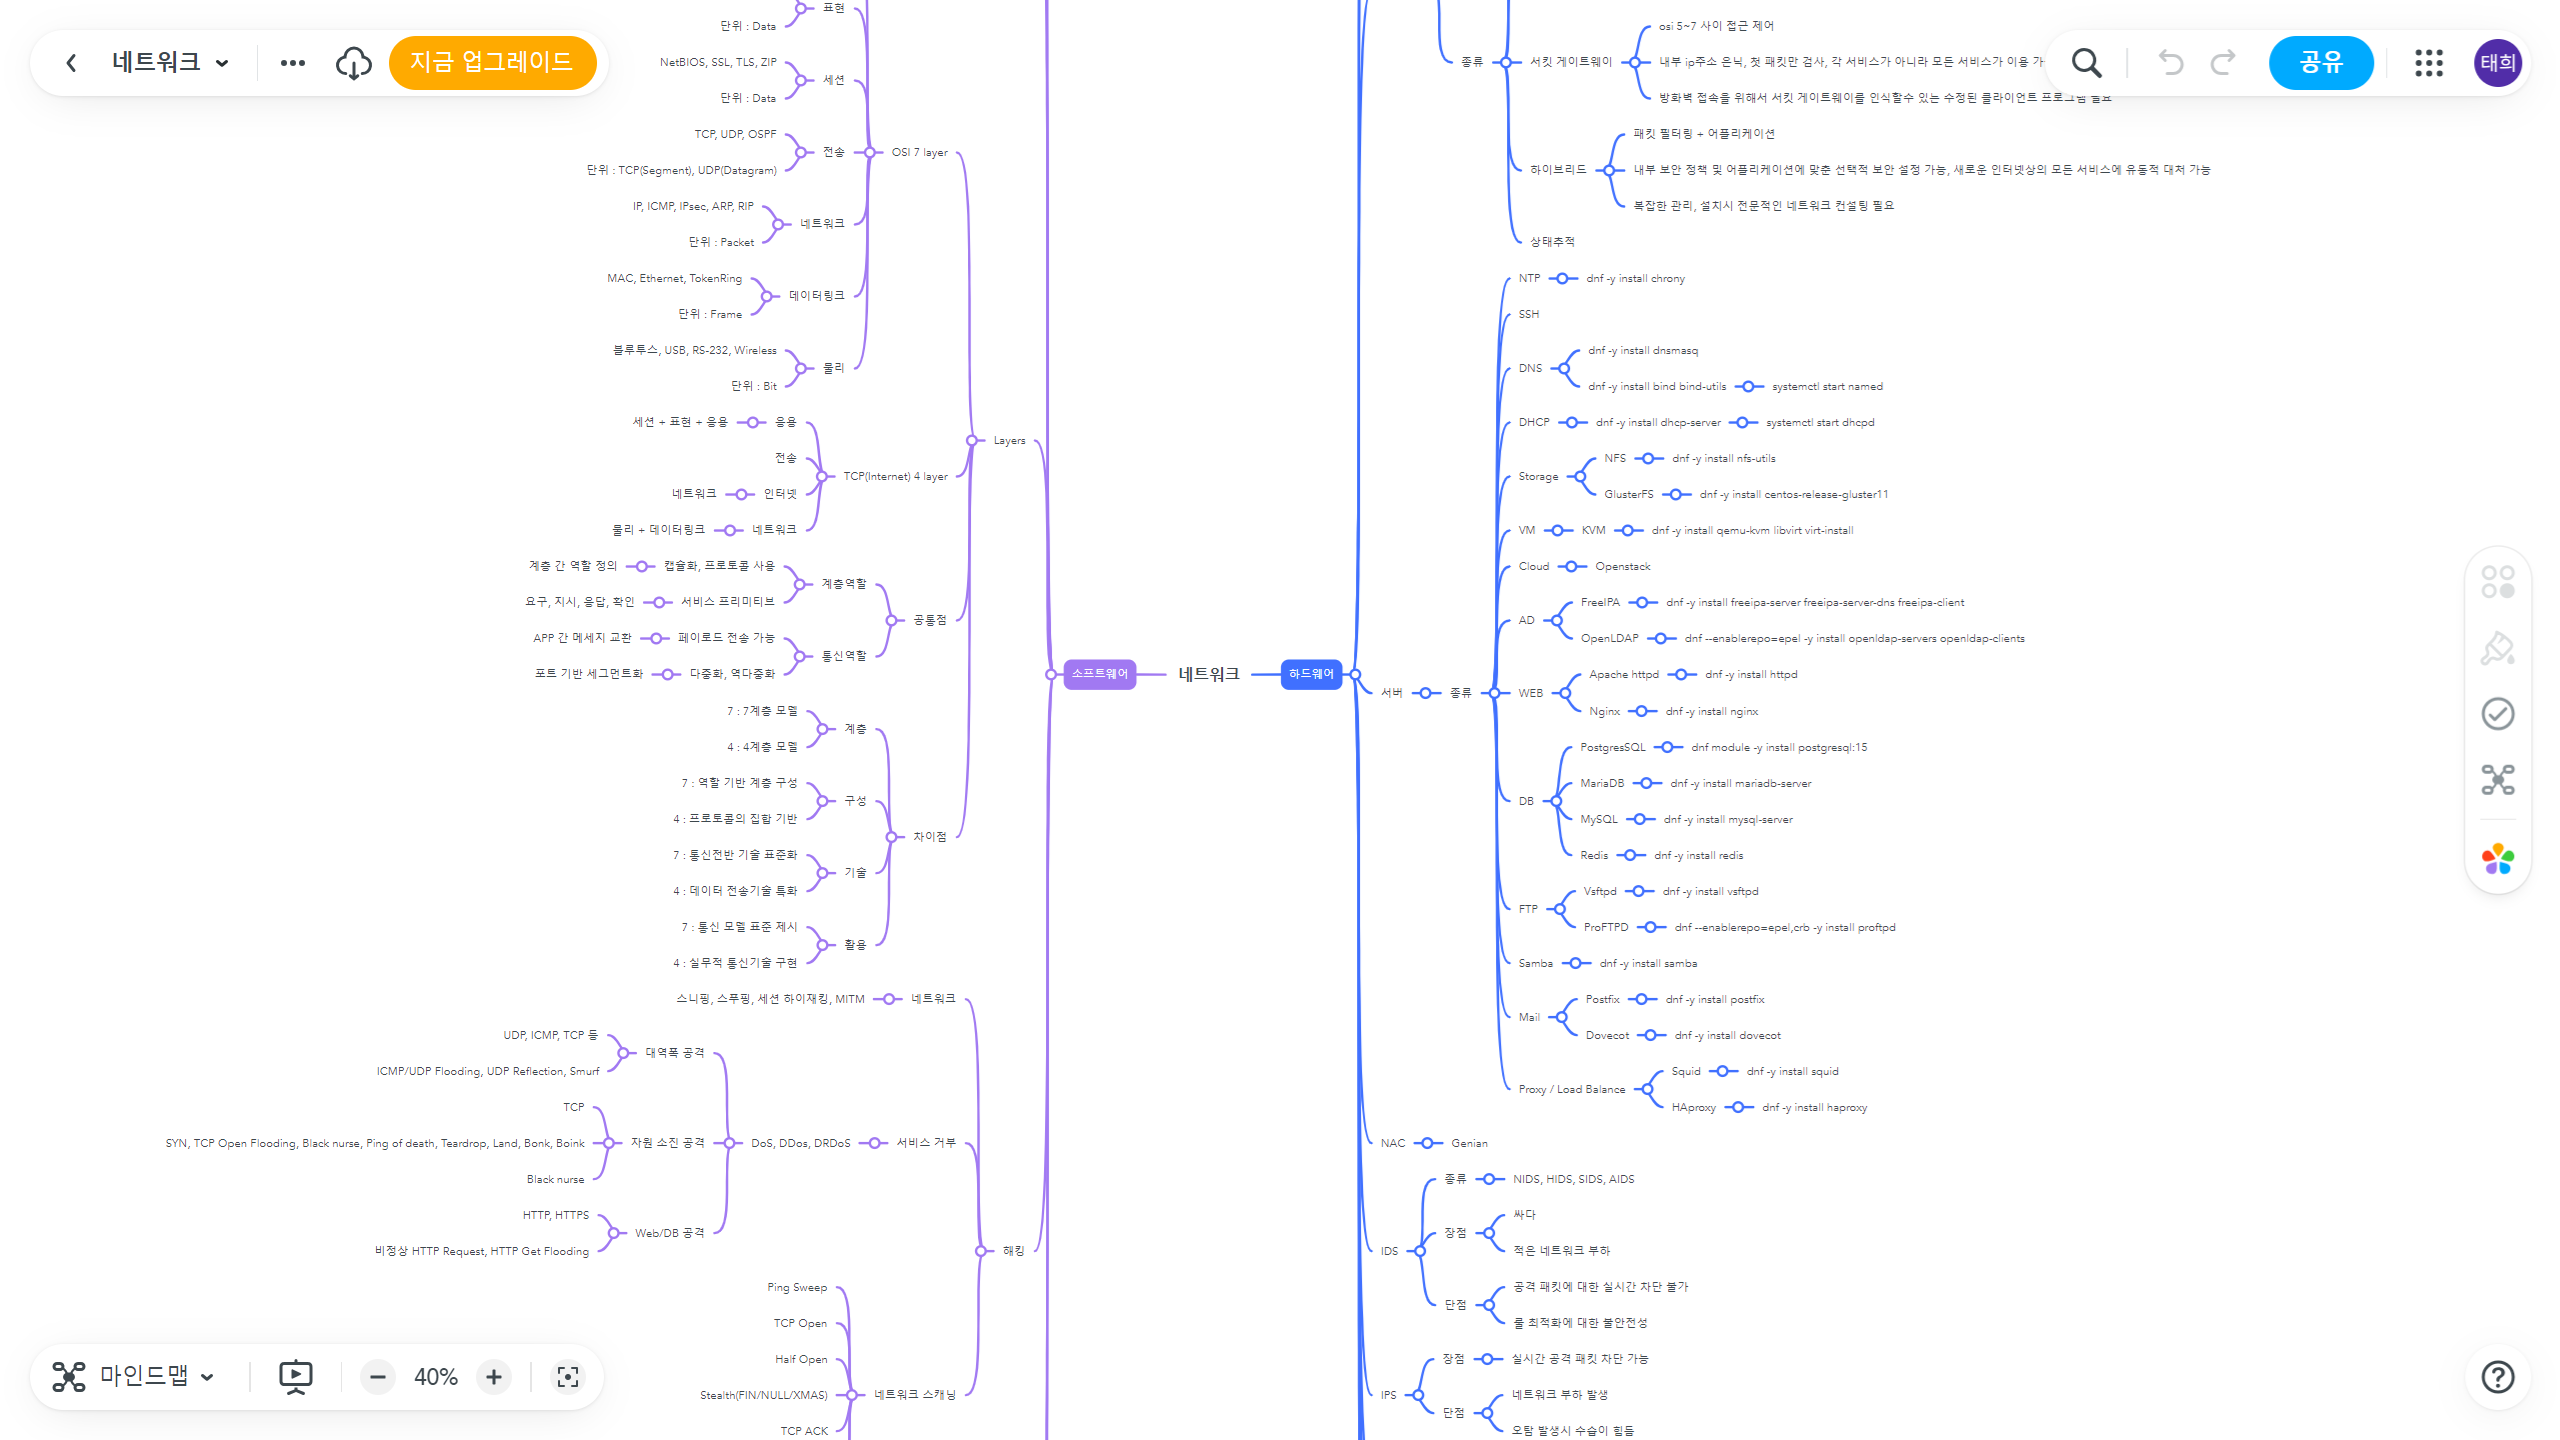 네트워크
지금 업그레이드
공유
태희
표현
단위 : Data
NetBIOS, SSL, TLS, ZIP
세션
단위 : Data
TCP, UDP, OSPF
전송
OSI 7 layer
단위 : TCP(Segment), UDP(Datagram)
IP, ICMP, IPsec, ARP, RIP
네트워크
단위 : Packet
MAC, Ethernet, TokenRing
데이터링크
단위 : Frame
블루투스, USB, RS-232, Wireless
물리
단위 : Bit
세션 + 표현 + 응용
응용
Layers
전송
TCP(Internet) 4 layer
네트워크
인터넷
물리 + 데이터링크
네트워크
계층 간 역할 정의
캡슐화, 프로토콜 사용
계층역할
요구, 지시, 응답, 확인
서비스 프리미티브
공통점
APP 간 메세지 교환
페이로드 전송 가능
통신역할
포트 기반 세그먼트화
다중화, 역다중화
소프트웨어
네트워크
하드웨어
7 : 7계층 모델
계층
4 : 4계층 모델
7 : 역할 기반 계층 구성
구성
4 : 프로토콜의 집합 기반
차이점
7 : 통신전반 기술 표준화
기술
4 : 데이터 전송기술 특화
7 : 통신 모델 표준 제시
활용
4 : 실무적 통신기술 구현
스니핑, 스푸핑, 세션 하이재킹, MITM
네트워크
UDP, ICMP, TCP 등
대역폭 공격
ICMP/UDP Flooding, UDP Reflection, Smurf
TCP
SYN, TCP Open Flooding, Black nurse, Ping of death, Teardrop, Land, Bonk, Boink
자원 소진 공격
DoS, DDos, DRDoS
서비스 거부
Black nurse
HTTP, HTTPS
Web/DB 공격
비정상 HTTP Request, HTTP Get Flooding
해킹
Ping Sweep
TCP Open
Half Open
Stealth(FIN/NULL/XMAS)
네트워크 스캐닝
TCP ACK
osi 5~7 사이 접근 제어
종류
서킷 게이트웨이
내부 ip주소 은닉, 첫 패킷만 검사, 각 서비스가 아니라 모든 서비스가 이용 가
방화벽 접속을 위해서 서킷 게이트웨이를 인식할수 있는 수정된 클라이언트 프로그램 필요
패킷 필터링 + 어플리케이션
하이브리드
내부 보안 정책 및 어플리케이션에 맞춘 선택적 보안 설정 가능, 새로운 인터넷상의 모든 서비스에 유동적 대처 가능
복잡한 관리, 설치시 전문적인 네트워크 컨설팅 필요
상태추적
NTP
dnf -y install chrony
SSH
dnf -y install dnsmasq
DNS
dnf -y install bind bind-utils
systemctl start named
DHCP
dnf -y install dhcp-server
systemctl start dhcpd
NFS
dnf -y install nfs-utils
Storage
GlusterFS
dnf -y install centos-release-gluster11
VM
KVM
dnf -y install qemu-kvm libvirt virt-install
Cloud
Openstack
FreeIPA
dnf -y install freeipa-server freeipa-server-dns freeipa-client
AD
OpenLDAP
dnf --enablerepo=epel -y install openldap-servers openldap-clients
Apache httpd
dnf -y install httpd
서버
종류
WEB
Nginx
dnf -y install nginx
PostgresSQL
dnf module -y install postgresql:15
MariaDB
dnf -y install mariadb-server
DB
MySQL
dnf -y install mysql-server
Redis
dnf -y install redis
Vsftpd
dnf -y install vsftpd
FTP
ProFTPD
dnf --enablerepo=epel,crb -y install proftpd
Samba
dnf -y install samba
Postfix
dnf -y install postfix
Mail
Dovecot
dnf -y install dovecot
Squid
dnf -y install squid
Proxy / Load Balance
HAproxy
dnf -y install haproxy
NAC
Genian
종류
NIDS, HIDS, SIDS, AIDS
싸다
장점
적은 네트워크 부하
IDS
공격 패킷에 대한 실시간 차단 불가
단점
룰 최적화에 대한 불안전성
장점
실시간 공격 패킷 차단 가능
IPS
네트워크 부하 발생
단점
오탐 발생시 수습이 힘듬
마인드맵
40%